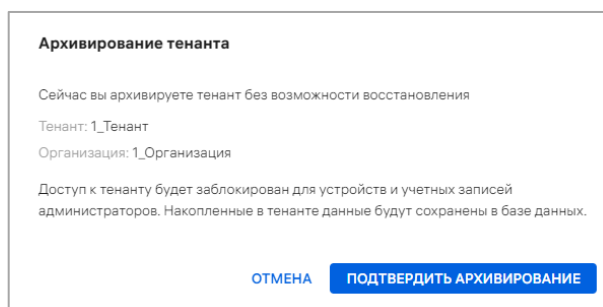 Архивирование тенанта
Сейчас вы архивируете тенант без возможности восстановления
Тенант: 1_Тенант
Организация: 1_Организация
Доступ к тенанту будет заблокирован для устройств и учетных записей
администраторов. Накопленные в тенанте данные будут сохранены в базе данных.
ОТМЕНА ПОДТВЕРДИТЬ АРХИВИРОВАНИЕ